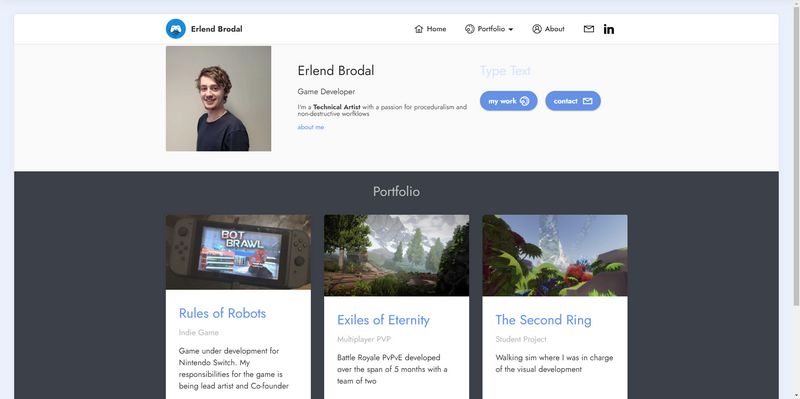 Erlend Brodal
Home
Portfolio
About
in
Erlend Brodal
Game Developer
I'm a Technical Artist with a passion for proceduralism and
non-destructive worfklows
about me
Type Text
my work
contact
Portfolio
BOT
BRAWL
Rules of Robots
Indie Game
Game under development for
Nintendo Switch. My
responsibilities for the game is
being lead artist and Co-founder
Exiles of Eternity
Multiplayer PVP
Battle Royale PvPvE developed
over the span of 5 months with a
team of two
The Second Ring
Student Project
Walking sim where I was in charge
of the visual development